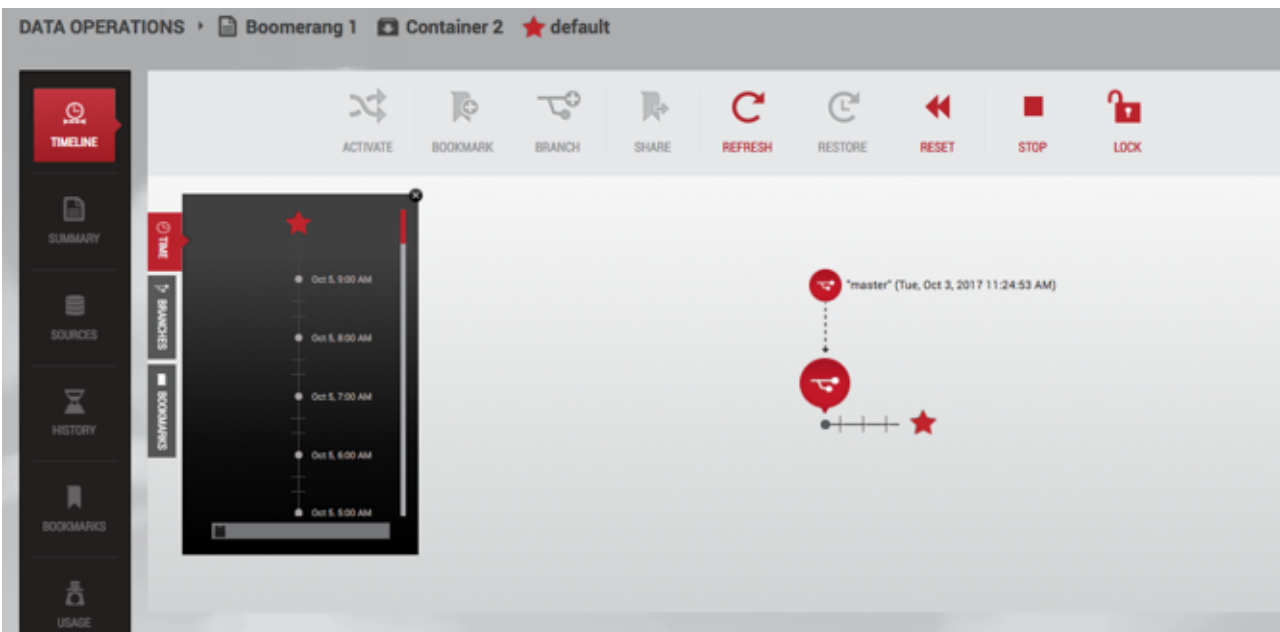 DATA OPERATIONS Boomerang 1 Container 2 default
TIMELINE
SUMMARY
SOURCES
HISTORY
BOOKMARKS
USAGE
ACTIVATE BOOKMARK BRANCH SHARE REFRESH RESTORE RESET STOP LOCK
TIME
BRANCHES
BOOKMARKS
Oct 5, 9:00 AM
Oct 5, 8:00 AM
Oct 5, 7:00 AM
Oct 5, 6:00 AM
Oct 5, 5:00 AM
"master" (Tue, Oct 3, 2017 11:24:53 AM)